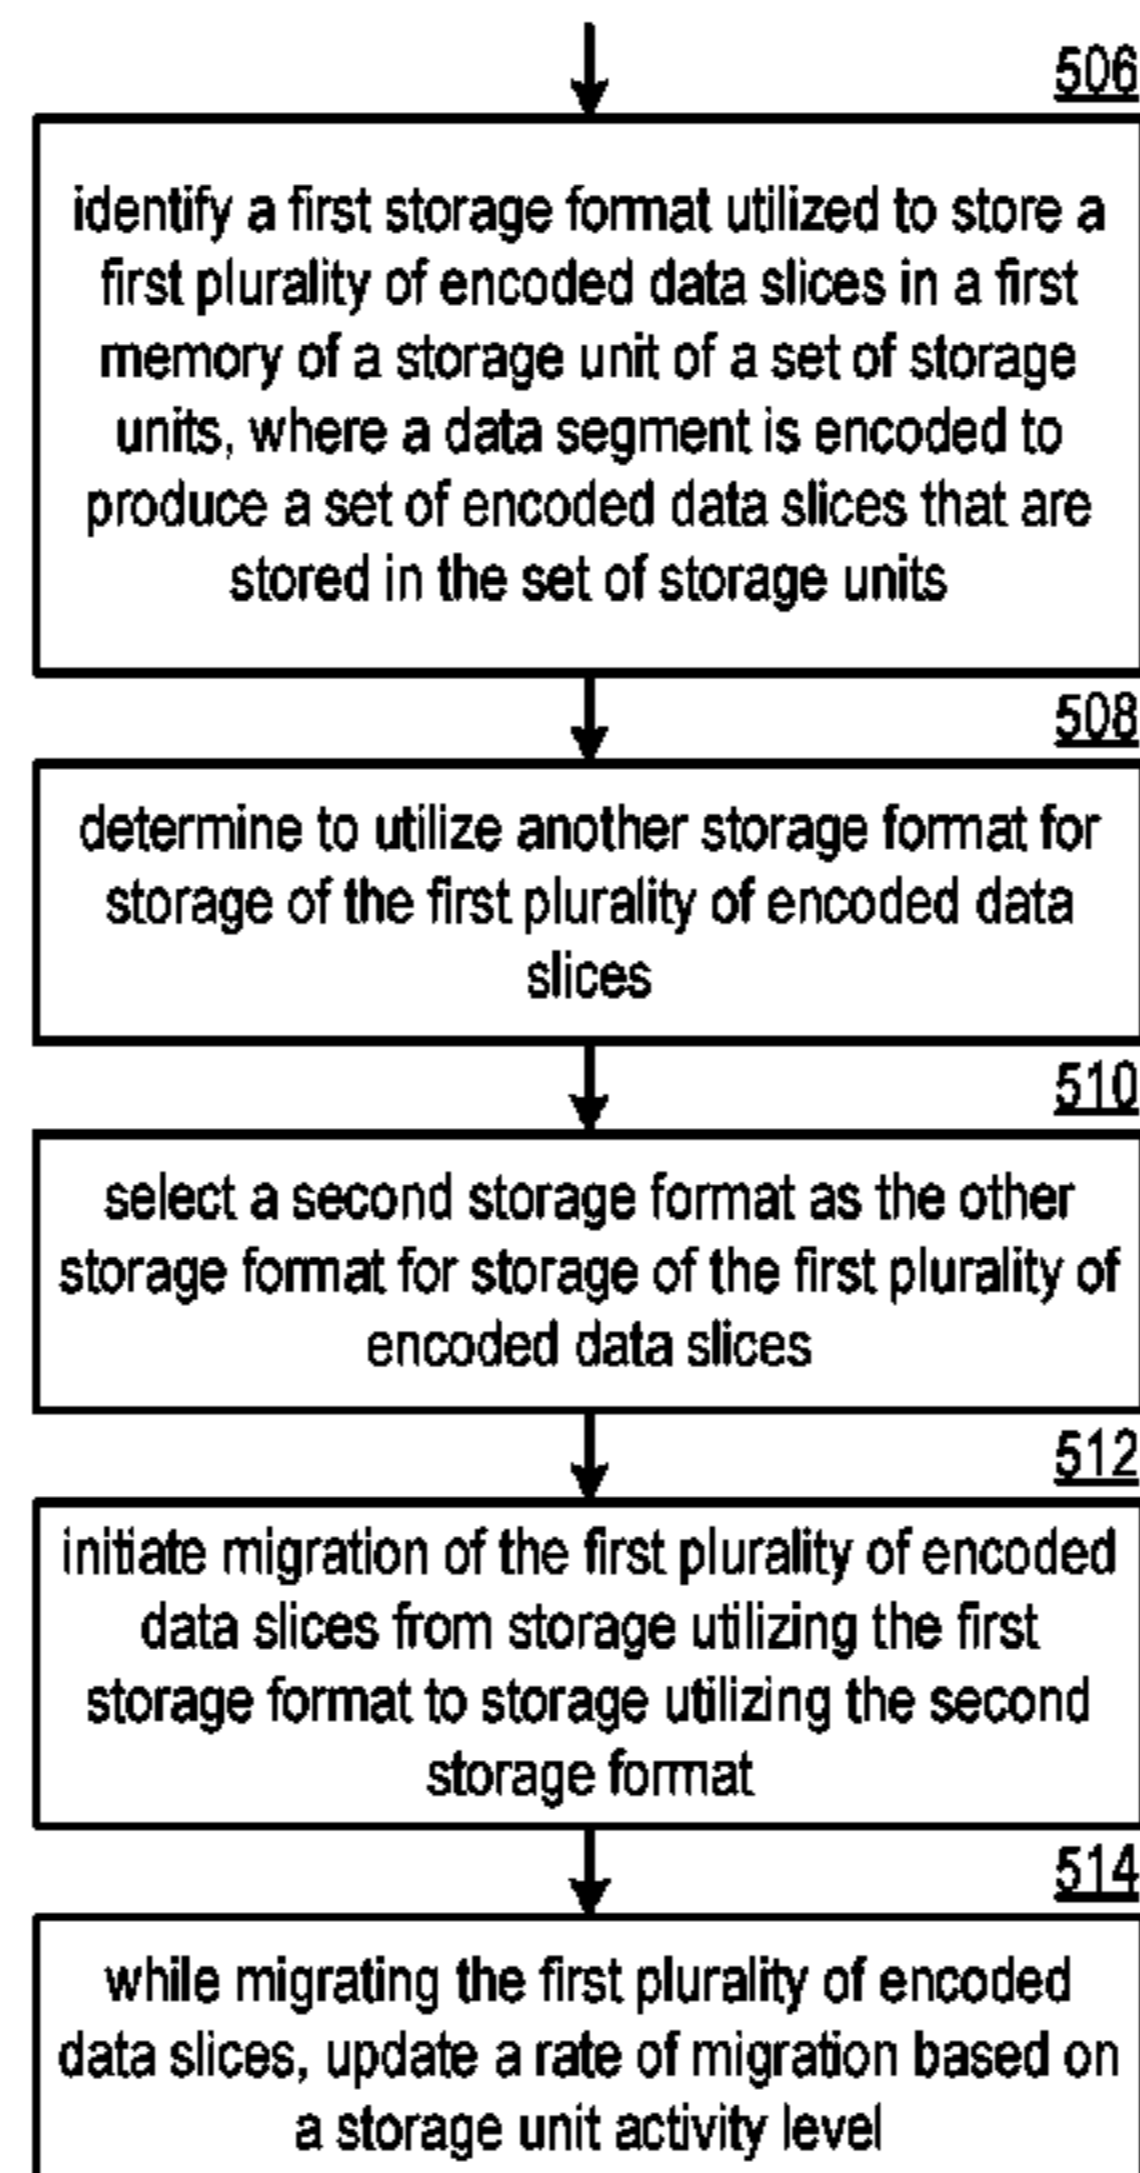 506
identify a first storage format utilized to store a
first plurality of encoded data slices in a first
memory of a storage unit of a set of storage
units, where a data segment is encoded to
produce a set of encoded data slices that are
stored in the set of storage units
508
determine to utilize another storage format for
storage of the first plurality of encoded data
slices
510
select a second storage format as the other
storage format for storage of the first plurality of
encoded data slices
512
initiate migration of the first plurality of encoded
data slices from storage utilizing the first
storage format to storage utilizing the second
storage format
514
while migrating the first plurality of encoded
data slices, update a rate of migration based on
a storage unit activity level